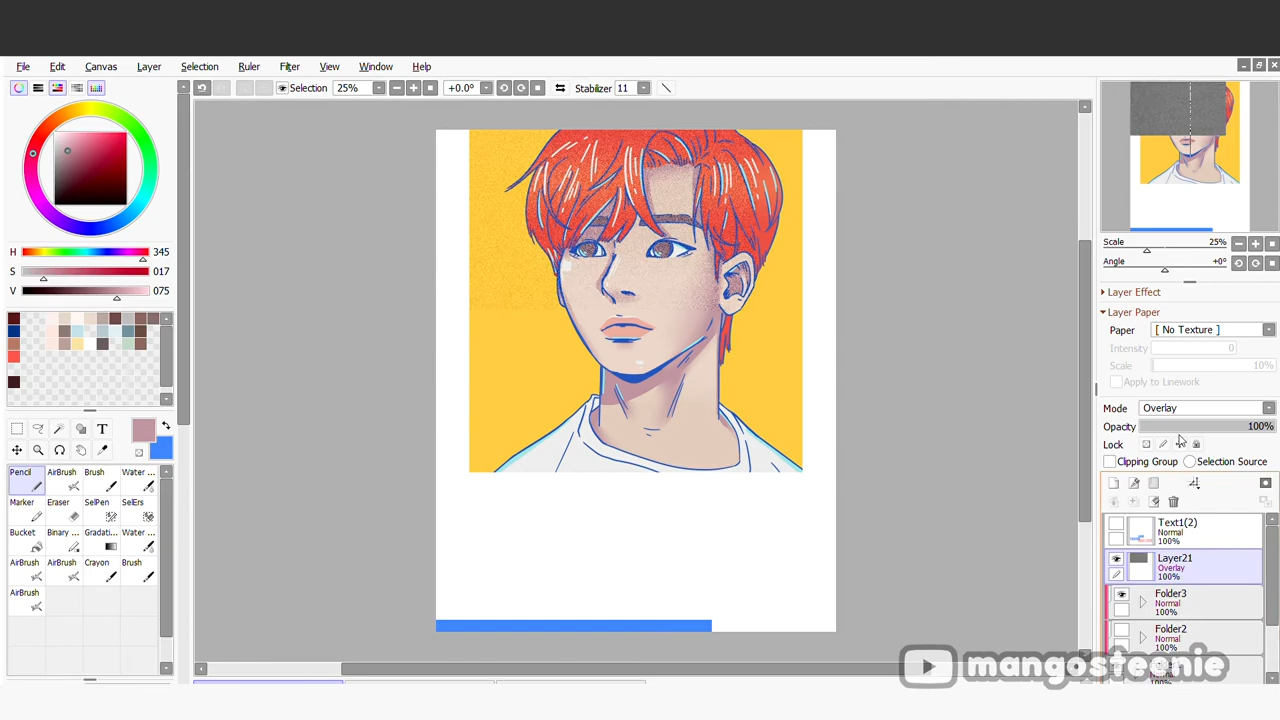 File Edit Canvas Layer Selection Ruler Filter View Window Help
Selection 25% +0.0° Stabilizer 11
H 345
S 017
V 075
T
Pencil AirBrush Brush Water ...
Marker Eraser SelPen SelErs
Bucket Binary ... Gradati... Water ...
AirBrush AirBrush Crayon Brush
AirBrush
Scale 25%
Angle +0°
Layer Effect
Layer Paper
Paper [ No Texture ]
Intensity 0
Scale 10%
Apply to Linework
Mode Overlay
Opacity 100%
Lock
Clipping Group Selection Source
Text1(2)
Normal
100%
Layer21
Overlay
100%
Folder3
Normal
100%
Folder2
Normal
100%
mangosteenie